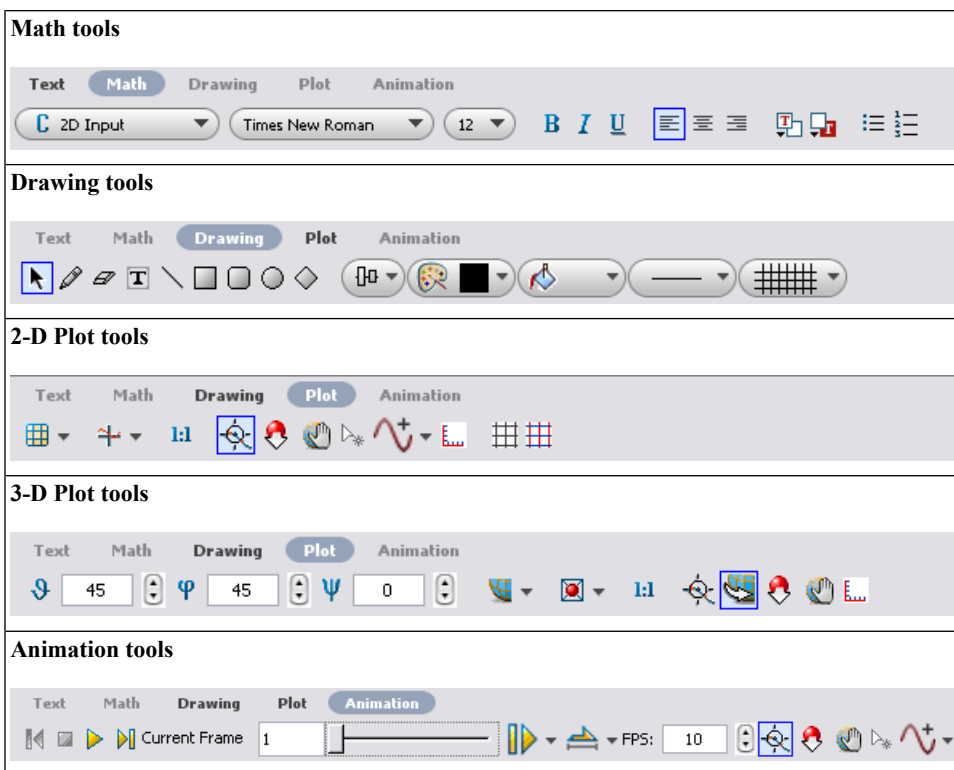 Math tools
Text Math Drawing Plot Animation
C 2D Input Times New Roman 12 B I U
Drawing tools
Text Math Drawing Plot Animation
T
2-D Plot tools
Text Math Drawing Plot Animation
1:1
3-D Plot tools
Text Math Drawing Plot Animation
ϑ 45 φ 45 ψ 0 1:1
Animation tools
Text Math Drawing Plot Animation
Current Frame 1 FPS: 10